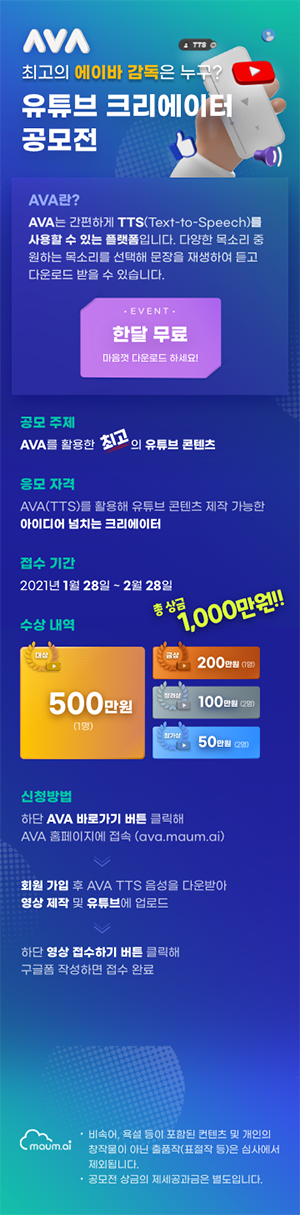 AVA
TTS
최고의 에이바 감독은 누구?
유튜브 크리에이터
공모전
AVA란?
AVA는 간편하게 TTS(Text-to-Speech)를
사용할 수 있는 플랫폼입니다. 다양한 목소리 중
원하는 목소리를 선택해 문장을 재생하여 듣고
다운로드 받을 수 있습니다.
· EVENT ·
한달 무료
마음껏 다운로드 하세요!
공모 주제
AVA를 활용한 최고의 유튜브 콘텐츠
응모 자격
AVA(TTS)를 활용해 유튜브 콘텐츠 제작 가능한
아이디어 넘치는 크리에이터
접수 기간
2021년 1월 28일 ~ 2월 28일
총 상금
1,000만원!!
수상 내역
대상
500만원
(1명)
금상
200만원 (1명)
장려상
100만원 (2명)
참가상
50만원 (2명)
신청방법
하단 AVA 바로가기 버튼 클릭해
AVA 홈페이지에 접속 (ava.maum.ai)
회원 가입 후 AVA TTS 음성을 다운받아
영상 제작 및 유튜브에 업로드
하단 영상 접수하기 버튼 클릭해
구글폼 작성하면 접수 완료
maum.ai
· 비속어, 욕설 등이 포함된 컨텐츠 및 개인의
창작물이 아닌 출품작(표절작 등)은 심사에서
제외됩니다.
· 공모전 상금의 제세공과금은 별도입니다.